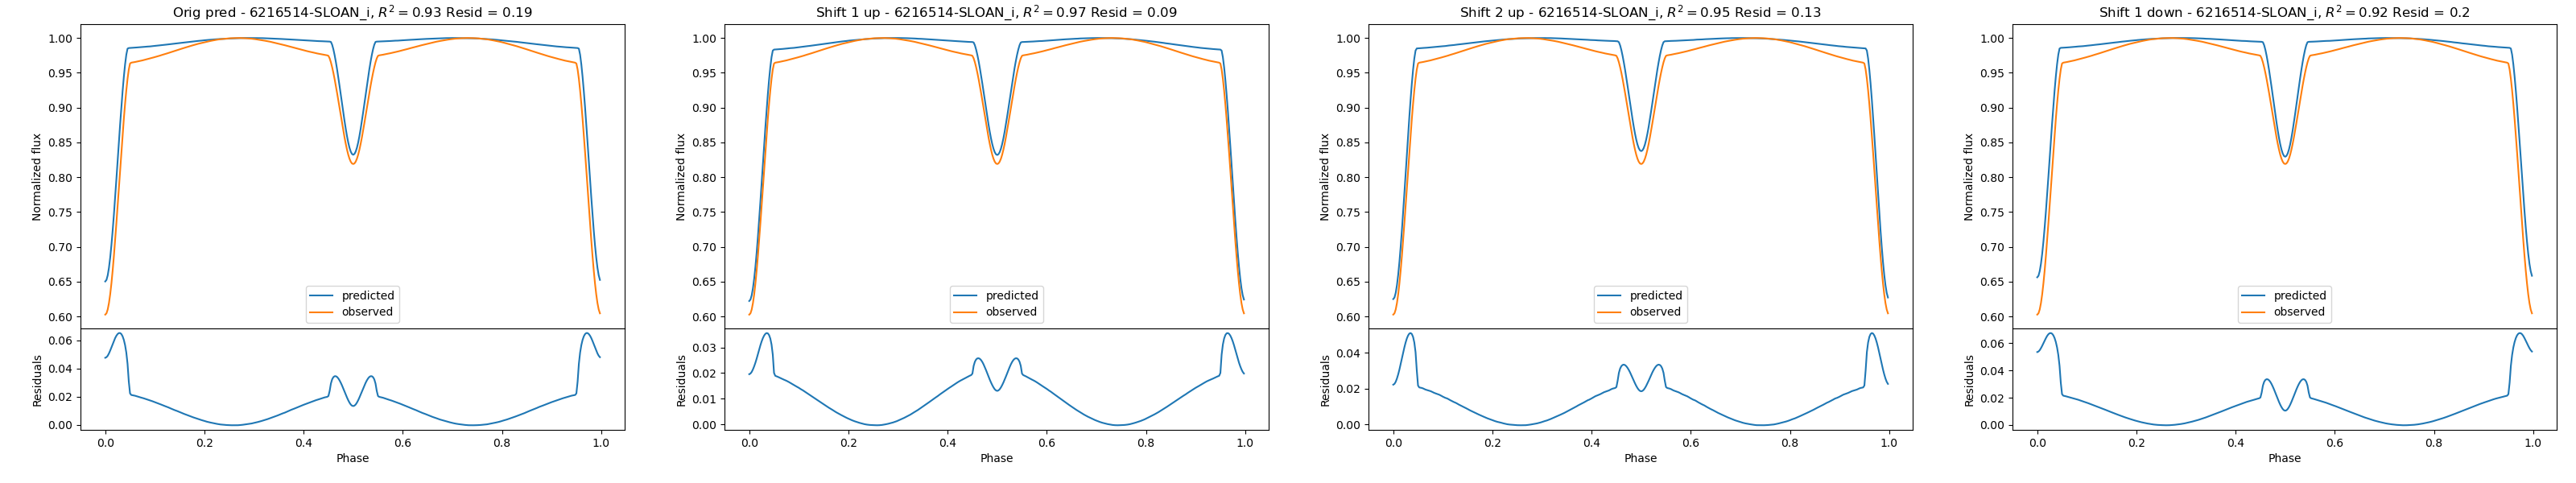 Orig pred - 6216514-SLOAN_i, R² = 0.93 Resid = 0.19
1.00
0.95
0.90
0.85
0.80
0.75
0.70
0.65
0.60
Normalized flux
predicted
observed
0.06
0.04
0.02
0.00
Residuals
0.0 0.2 0.4 0.6 0.8 1.0
Phase
Shift 1 up - 6216514-SLOAN_i, R² = 0.97 Resid = 0.09
1.00
0.95
0.90
0.85
0.80
0.75
0.70
0.65
0.60
Normalized flux
predicted
observed
0.03
0.02
0.01
0.00
Residuals
0.0 0.2 0.4 0.6 0.8 1.0
Phase
Shift 2 up - 6216514-SLOAN_i, R² = 0.95 Resid = 0.13
1.00
0.95
0.90
0.85
0.80
0.75
0.70
0.65
0.60
Normalized flux
predicted
observed
0.04
0.02
0.00
Residuals
0.0 0.2 0.4 0.6 0.8 1.0
Phase
Shift 1 down - 6216514-SLOAN_i, R² = 0.92 Resid = 0.2
1.00
0.95
0.90
0.85
0.80
0.75
0.70
0.65
0.60
Normalized flux
predicted
observed
0.06
0.04
0.02
0.00
Residuals
0.0 0.2 0.4 0.6 0.8 1.0
Phase